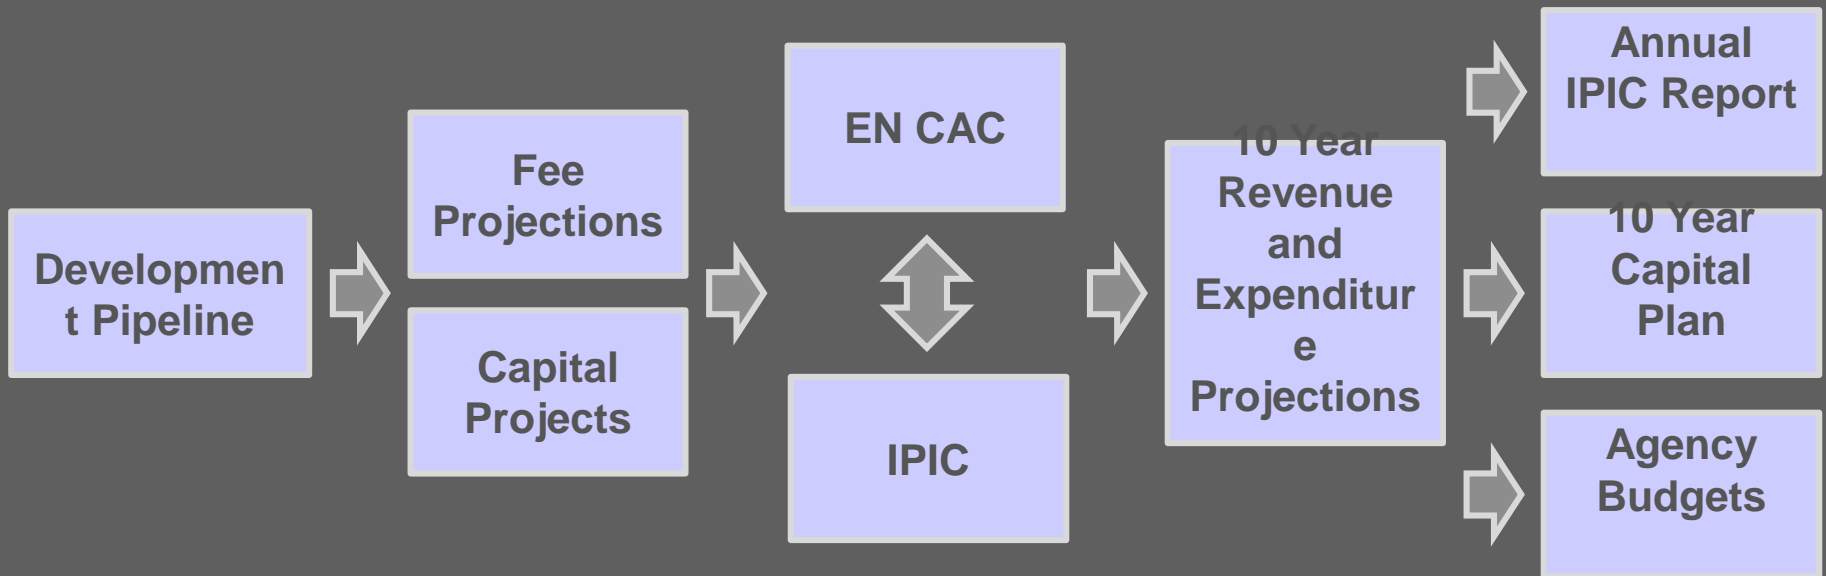 Developmen
t Pipeline
Fee
Projections
Capital
Projects
EN CAC
IPIC
10 Year
Revenue
and
Expenditur
e
Projections
Annual
IPIC Report
10 Year
Capital
Plan
Agency
Budgets